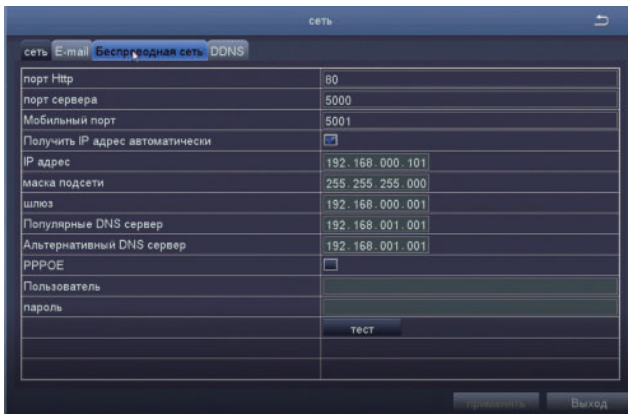 сеть
сеть E-mail Беспроводная сеть DDNS
порт Http 80
порт сервера 5000
Мобильный порт 5001
Получить IP адрес автоматически
IP адрес 192.168.000.101
маска подсети 255.255.255.000
шлюз 192.168.000.001
Популярные DNS сервер 192.168.001.001
Альтернативный DNS сервер 192.168.001.001
PPPOE
Пользователь
пароль
тест
применить Выход